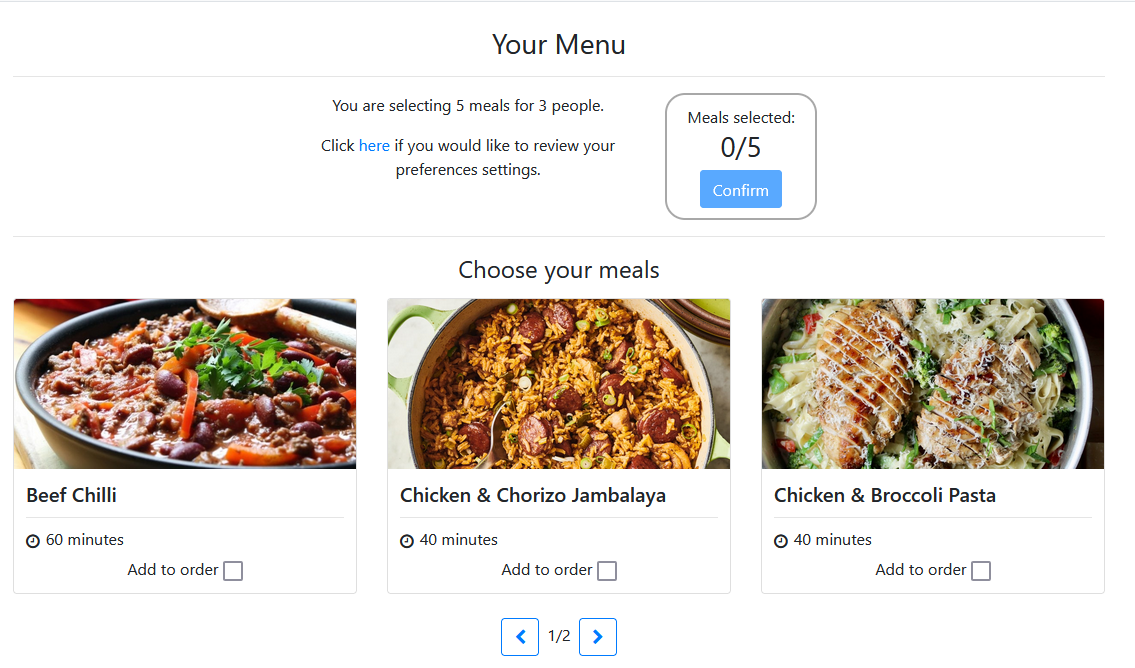 Your Menu
You are selecting 5 meals for 3 people.
Click here if you would like to review your
preferences settings.
Meals selected:
0/5
Confirm
Choose your meals
Beef Chilli
60 minutes
Add to order
Chicken & Chorizo Jambalaya
40 minutes
Add to order
Chicken & Broccoli Pasta
40 minutes
Add to order
1/2